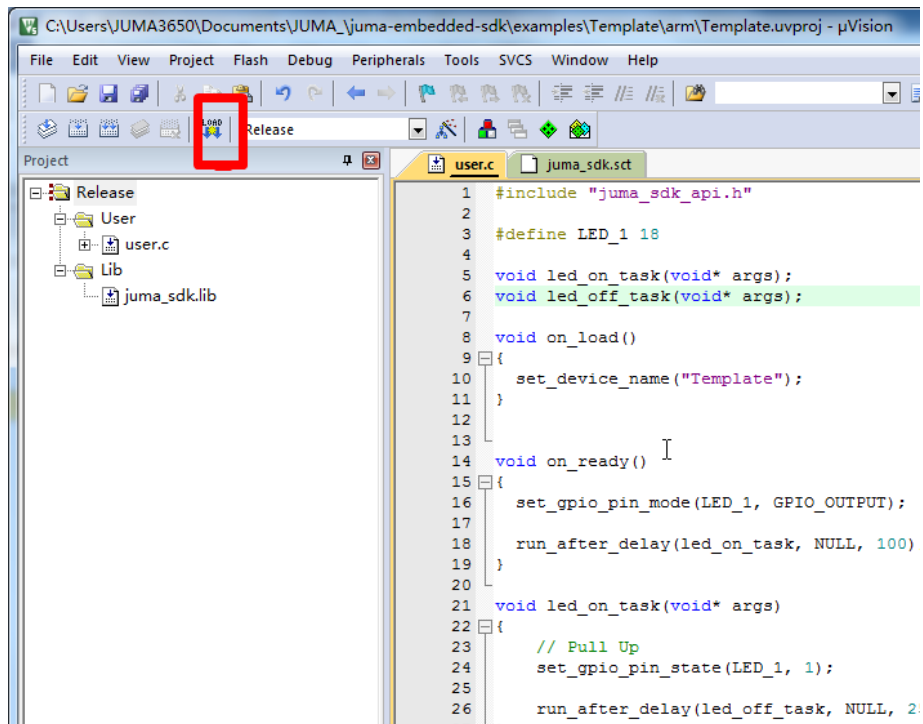 C:\Users\JUMA3650\Documents\JUMA_\juma-embedded-sdk\examples\Template\arm\Template.uvproj - µVision
File Edit View Project Flash Debug Peripherals Tools SVCS Window Help
LOAD Release
Project
user.c juma_sdk.sct
Release
User
user.c
Lib
juma_sdk.lib
1 #include "juma_sdk_api.h"
2
3 #define LED_1 18
4
5 void led_on_task(void* args);
6 void led_off_task(void* args);
7
8 void on_load()
9 {
10 set_device_name("Template");
11 }
12
13
14 void on_ready()
15 {
16 set_gpio_pin_mode(LED_1, GPIO_OUTPUT);
17
18 run_after_delay(led_on_task, NULL, 100)
19 }
20
21 void led_on_task(void* args)
22 {
23 // Pull Up
24 set_gpio_pin_state(LED_1, 1);
25
26 run_after_delay(led_off_task, NULL, 2